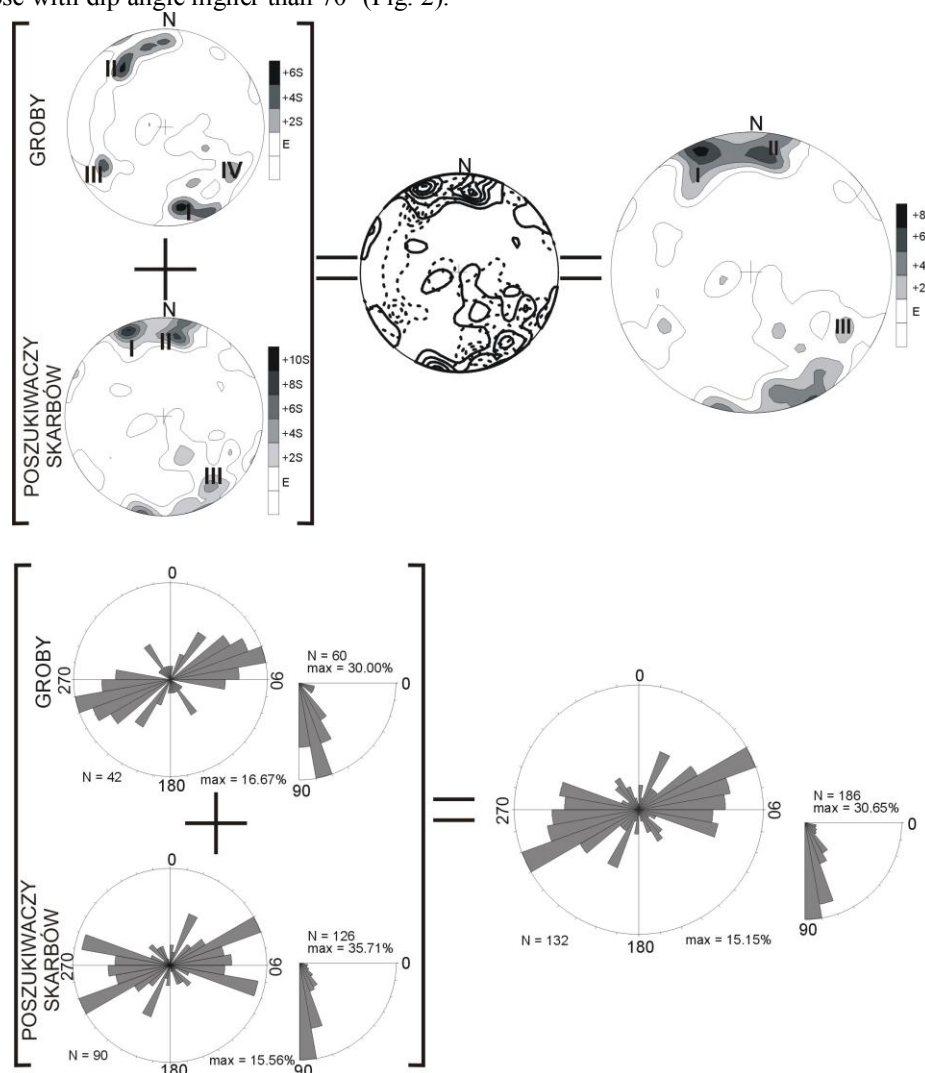 ose with dip angle higher than 70° (Fig. 2).
N
II
III
IV
I
GROBY
+6S
+4S
+2S
E
N
I
II
III
POSZUKIWACZY
SKARBÓW
+10S
+8S
+6S
+4S
+2S
E
N
N
I
II
III
+8
+6
+4
+2
E
GROBY
0
270
90
180
N = 42
max = 16.67%
N = 60
max = 30.00%
0
90
POSZUKIWACZY
SKARBÓW
0
270
90
180
N = 90
max = 15.56%
N = 126
max = 35.71%
0
90
0
270
90
180
N = 132
max = 15.15%
N = 186
max = 30.65%
0
90